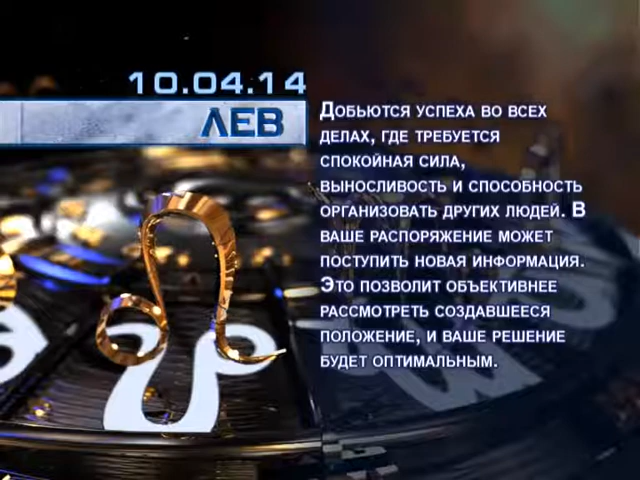 10.04.14
ЛЕВ
Добьются успеха во всех
делах, где требуется
спокойная сила,
выносливость и способность
организовать других людей. В
ваше распоряжение может
поступить новая информация.
Это позволит объективнее
рассмотреть создавшееся
положение, и ваше решение
будет оптимальным.